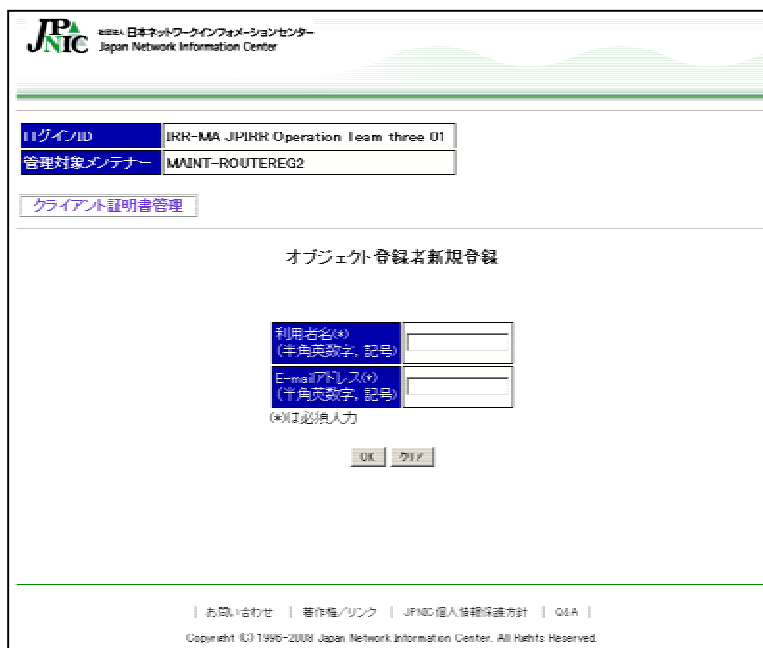 JPNIC 社団法人 日本ネットワークインフォメーションセンター
Japan Network Information Center
ログインID IRR-MA JPIRR Operation Team three 01
管理対象メンテナー MAINT-ROUTEREG2
クライアント証明書管理
オブジェクト登録者新規登録
利用者名(*)
(半角英数字, 記号)
E-mailアドレス(*)
(半角英数字, 記号)
(*)は必須入力
OK クリア
| お問い合わせ | 著作権/リンク | JPNIC個人情報保護方針 | Q&A |
Copyright (C) 1996-2008 Japan Network Information Center. All Rights Reserved.